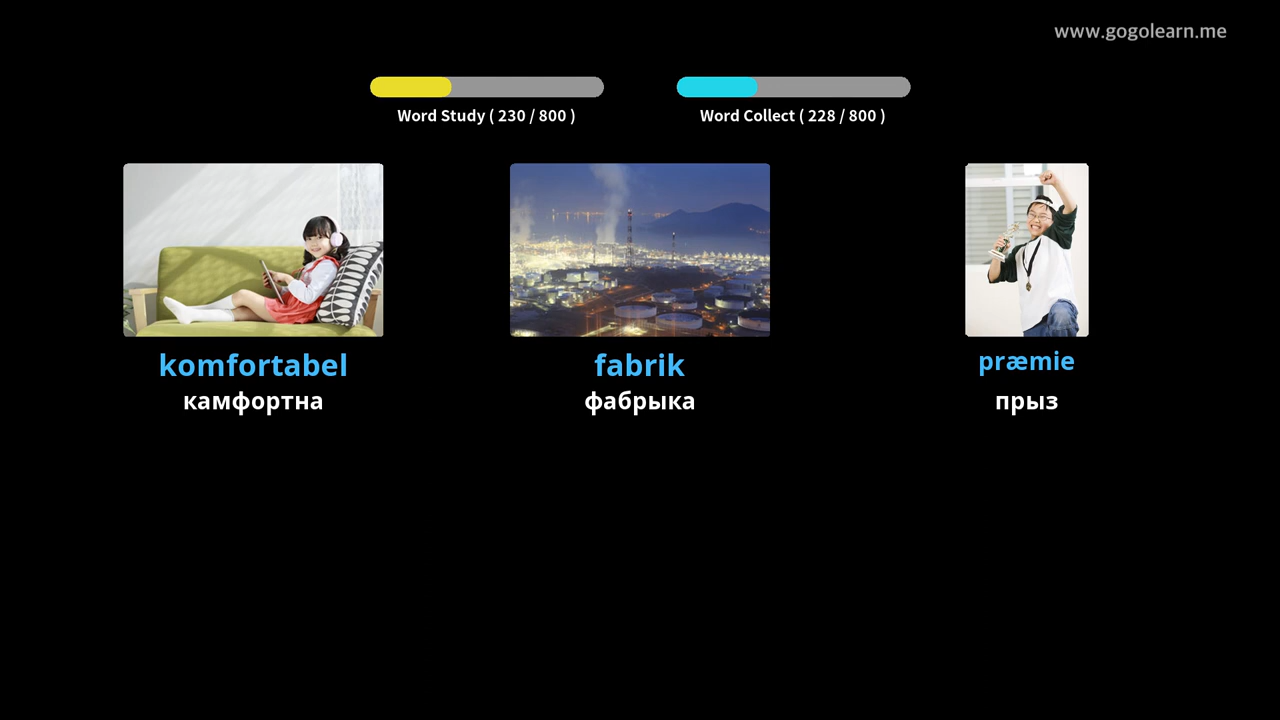 www.gogolearn.me
Word Study ( 230 / 800 )
Word Collect ( 228 / 800 )
komfortabel
камфортна
fabrik
фабрыка
præmie
прыз